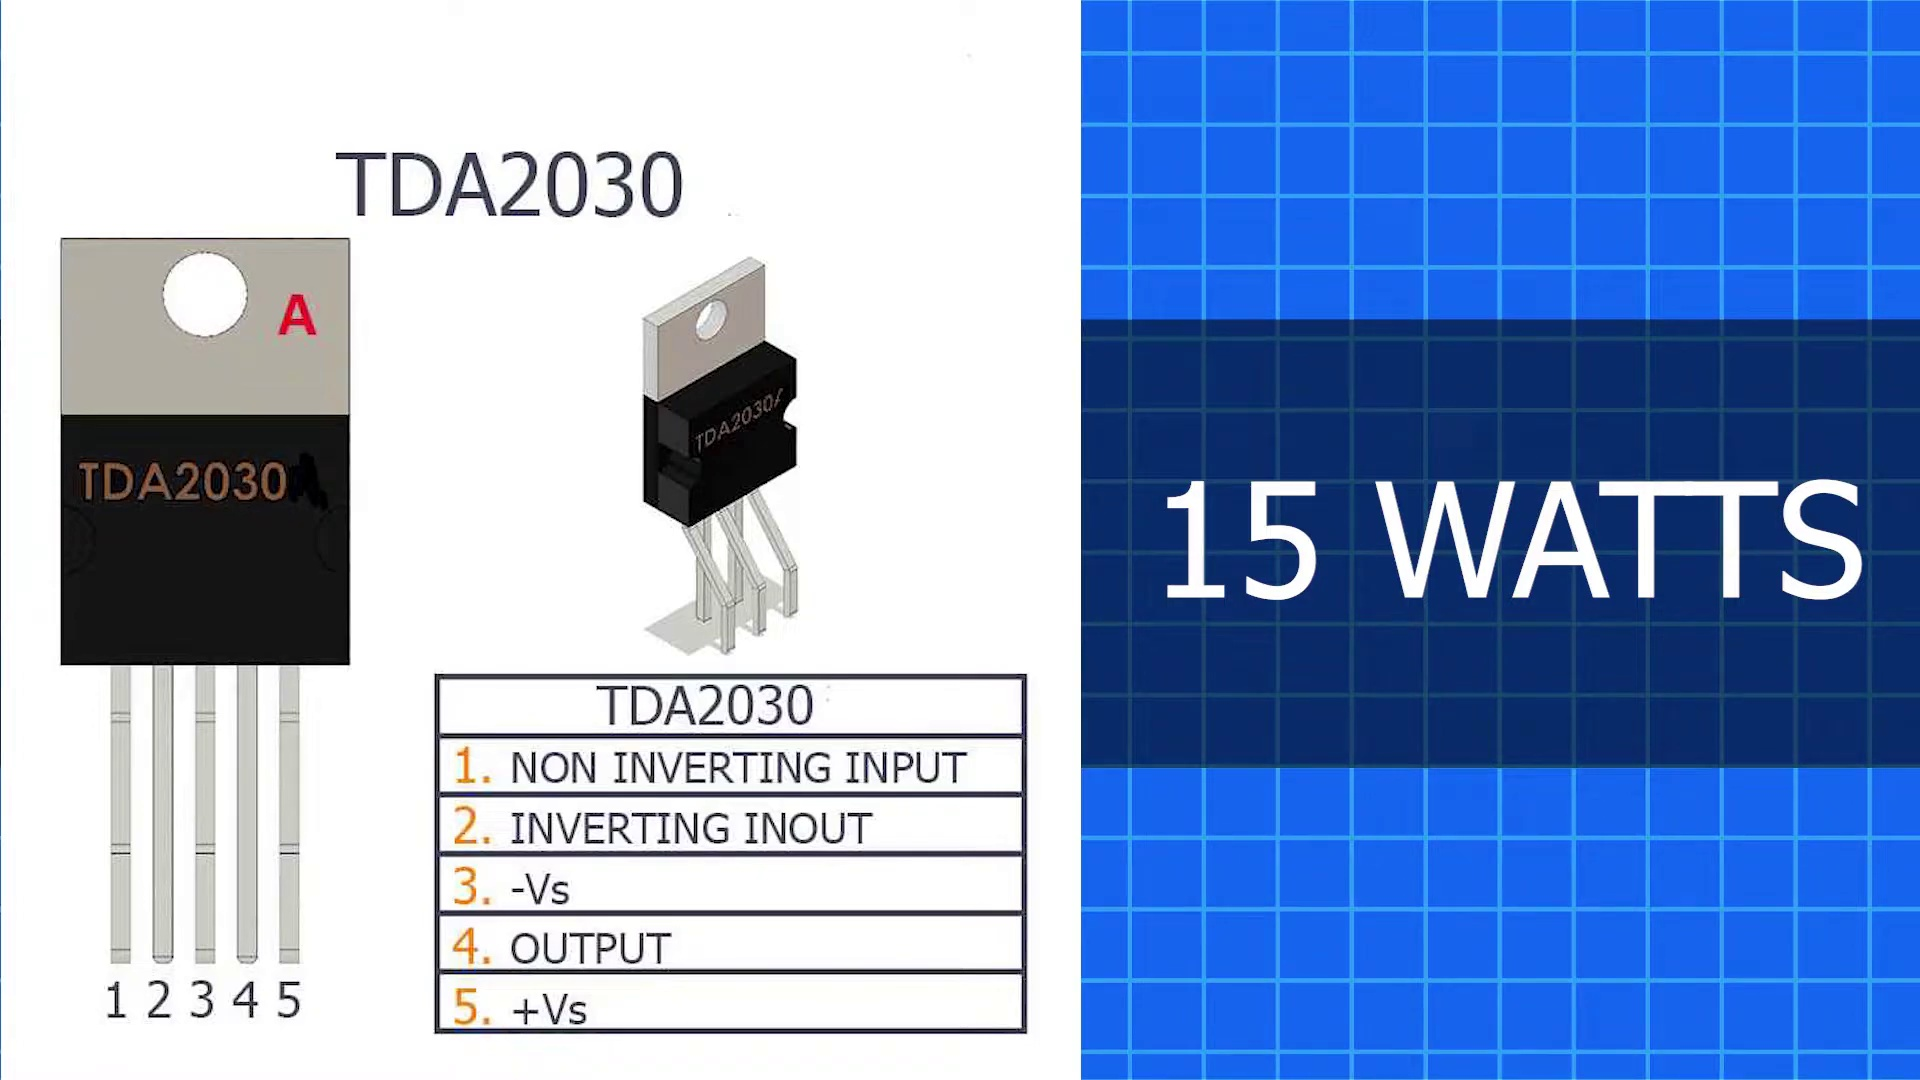 TDA2030
A
TDA2030
TDA2030
1 2 3 4 5
TDA2030
1. NON INVERTING INPUT
2. INVERTING INOUT
3. -Vs
4. OUTPUT
5. +Vs
15 WATTS